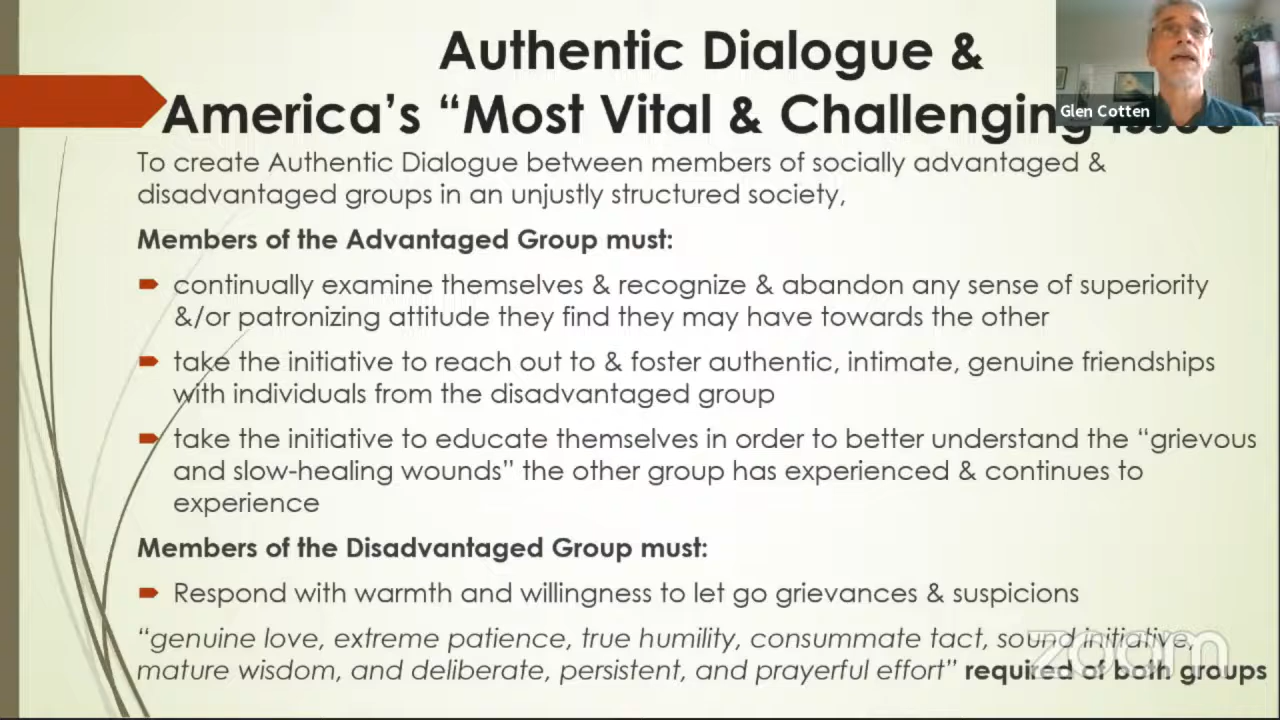 Authentic Dialogue &
America's “Most Vital & Challenging Issue
Glen Cotten
To create Authentic Dialogue between members of socially advantaged &
disadvantaged groups in an unjustly structured society,
Members of the Advantaged Group must:
continually examine themselves & recognize & abandon any sense of superiority
&/or patronizing attitude they find they may have towards the other
take the initiative to reach out to & foster authentic, intimate, genuine friendships
with individuals from the disadvantaged group
take the initiative to educate themselves in order to better understand the “grievous
and slow-healing wounds” the other group has experienced & continues to
experience
Members of the Disadvantaged Group must:
Respond with warmth and willingness to let go grievances & suspicions
“genuine love, extreme patience, true humility, consummate tact, sound initiative,
mature wisdom, and deliberate, persistent, and prayerful effort” required of both groups
zoom